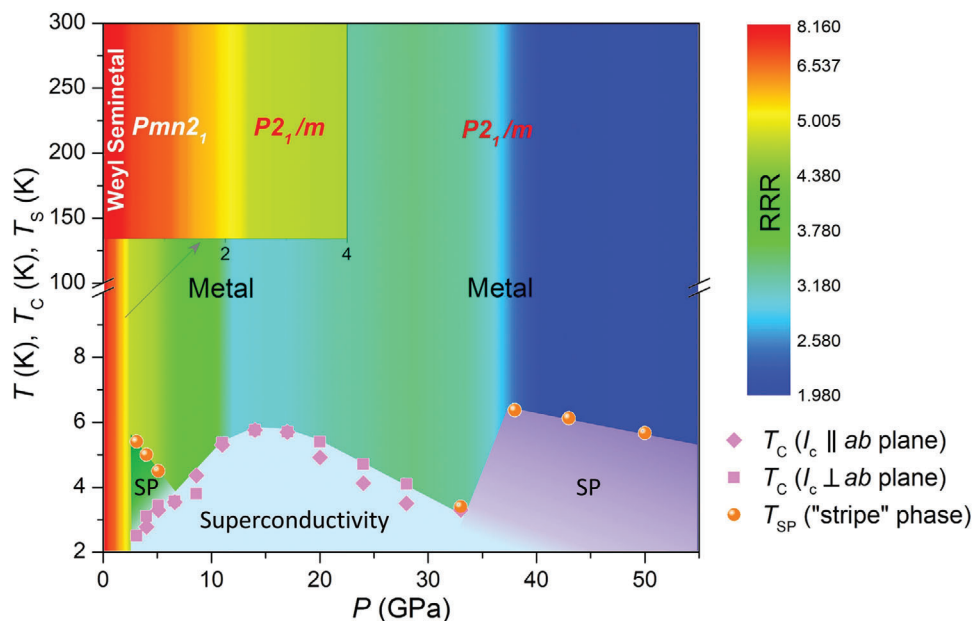 T (K), T_C (K), T_S (K)
300
250
200
150
100
8
6
4
2
Weyl Seminetal
Pmn2₁
P2₁/m
P2₁/m
2
4
Metal
Metal
SP
Superconductivity
SP
0
10
20
30
40
50
P (GPa)
8.160
6.537
5.005
4.380
3.780
3.180
2.580
1.980
RRR
T_C (I_c || ab plane)
T_C (I_c ⊥ ab plane)
T_SP ("stripe" phase)